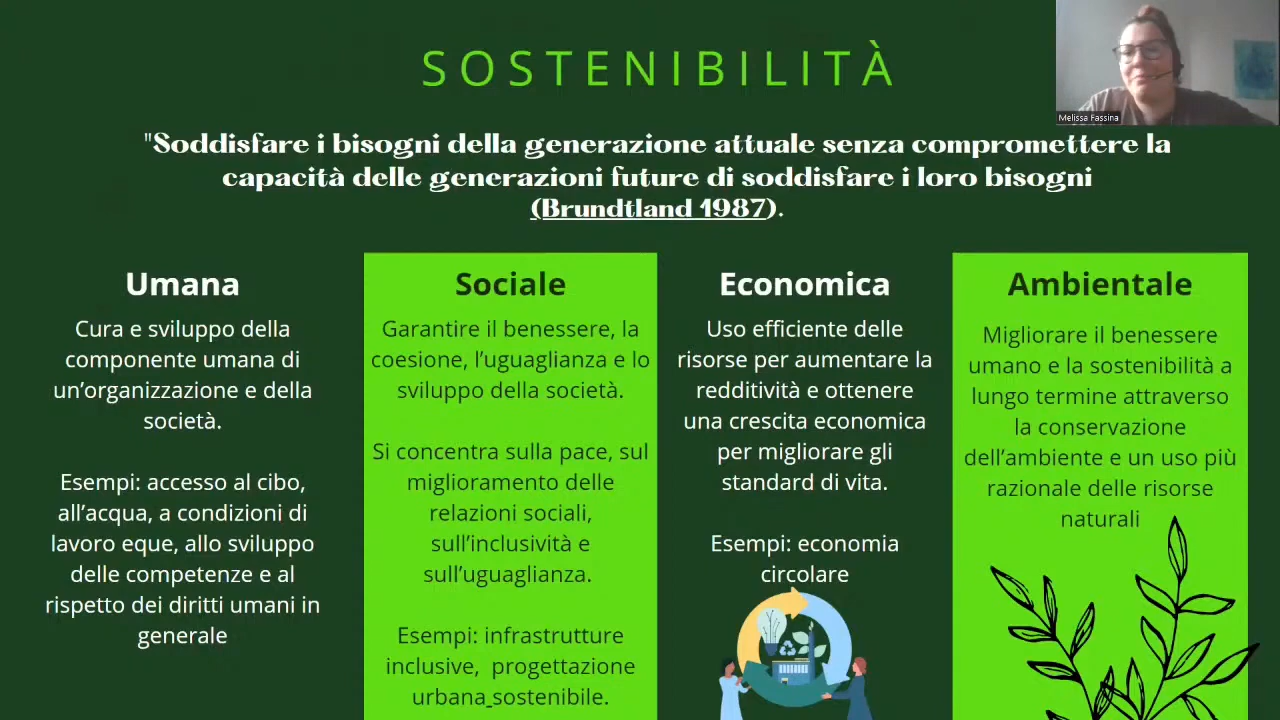 SOSTENIBILITÀ
Melissa Fassina
"Soddisfare i bisogni della generazione attuale senza compromettere la
capacità delle generazioni future di soddisfare i loro bisogni
(Brundtland 1987).
Umana
Cura e sviluppo della
componente umana di
un’organizzazione e della
società.
Esempi: accesso al cibo,
all’acqua, a condizioni di
lavoro eque, allo sviluppo
delle competenze e al
rispetto dei diritti umani in
generale
Sociale
Garantire il benessere, la
coesione, l’uguaglianza e lo
sviluppo della società.
Si concentra sulla pace, sul
miglioramento delle
relazioni sociali,
sull’inclusività e
sull’uguaglianza.
Esempi: infrastrutture
inclusive, progettazione
urbana sostenibile.
Economica
Uso efficiente delle
risorse per aumentare la
redditività e ottenere
una crescita economica
per migliorare gli
standard di vita.
Esempi: economia
circolare
Ambientale
Migliorare il benessere
umano e la sostenibilità a
lungo termine attraverso
la conservazione
dell’ambiente e un uso più
razionale delle risorse
naturali